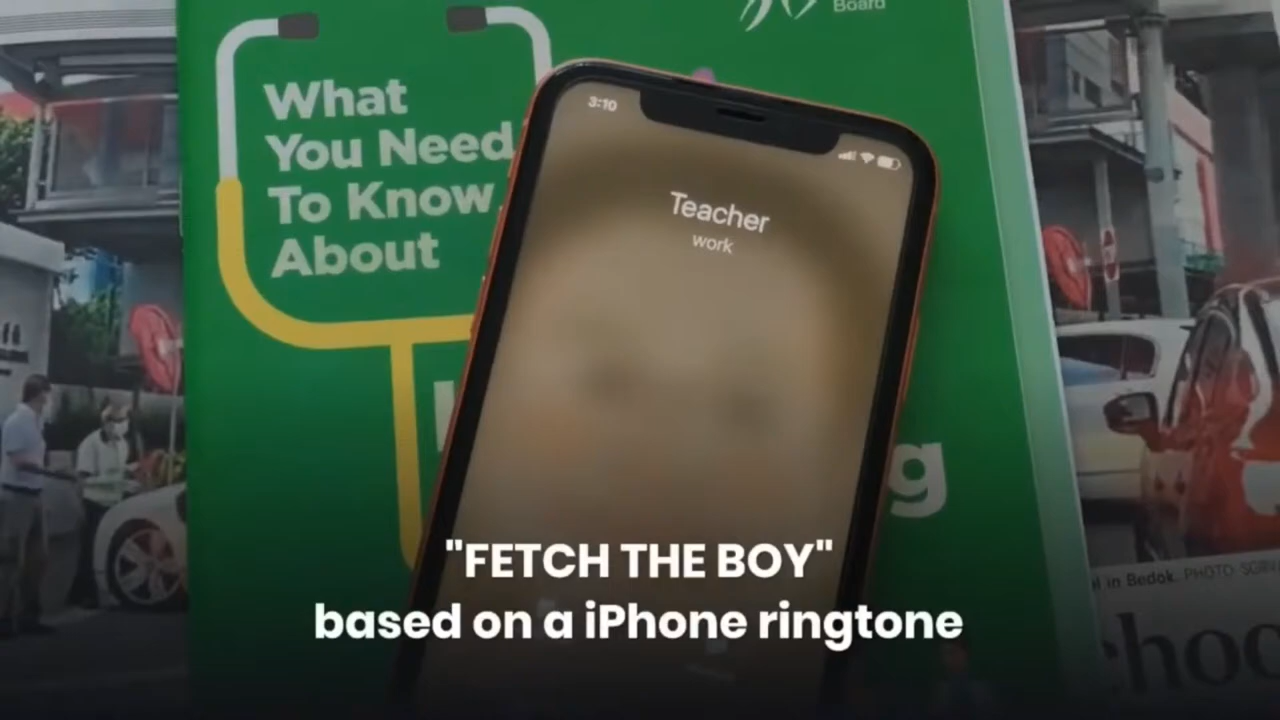 Board
What
You Need
To Know
About
3:10
Teacher
work
g
"FETCH THE BOY"
based on a iPhone ringtone
in Bedok.
PHOTO: